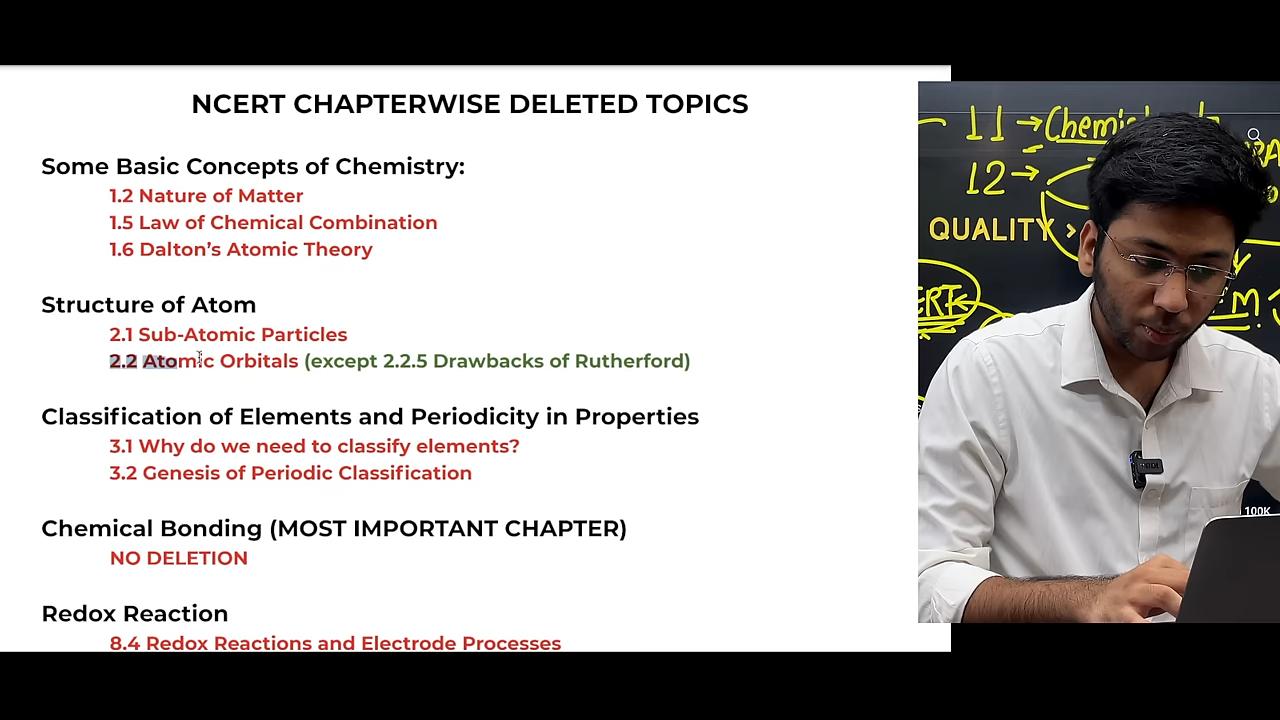 NCERT CHAPTERWISE DELETED TOPICS
Some Basic Concepts of Chemistry:
1.2 Nature of Matter
1.5 Law of Chemical Combination
1.6 Dalton's Atomic Theory
Structure of Atom
2.1 Sub-Atomic Particles
2.2 Atomic Orbitals (except 2.2.5 Drawbacks of Rutherford)
Classification of Elements and Periodicity in Properties
3.1 Why do we need to classify elements?
3.2 Genesis of Periodic Classification
Chemical Bonding (MOST IMPORTANT CHAPTER)
NO DELETION
Redox Reaction
8.4 Redox Reactions and Electrode Processes
11 →
12 →
QUALITY >
100K